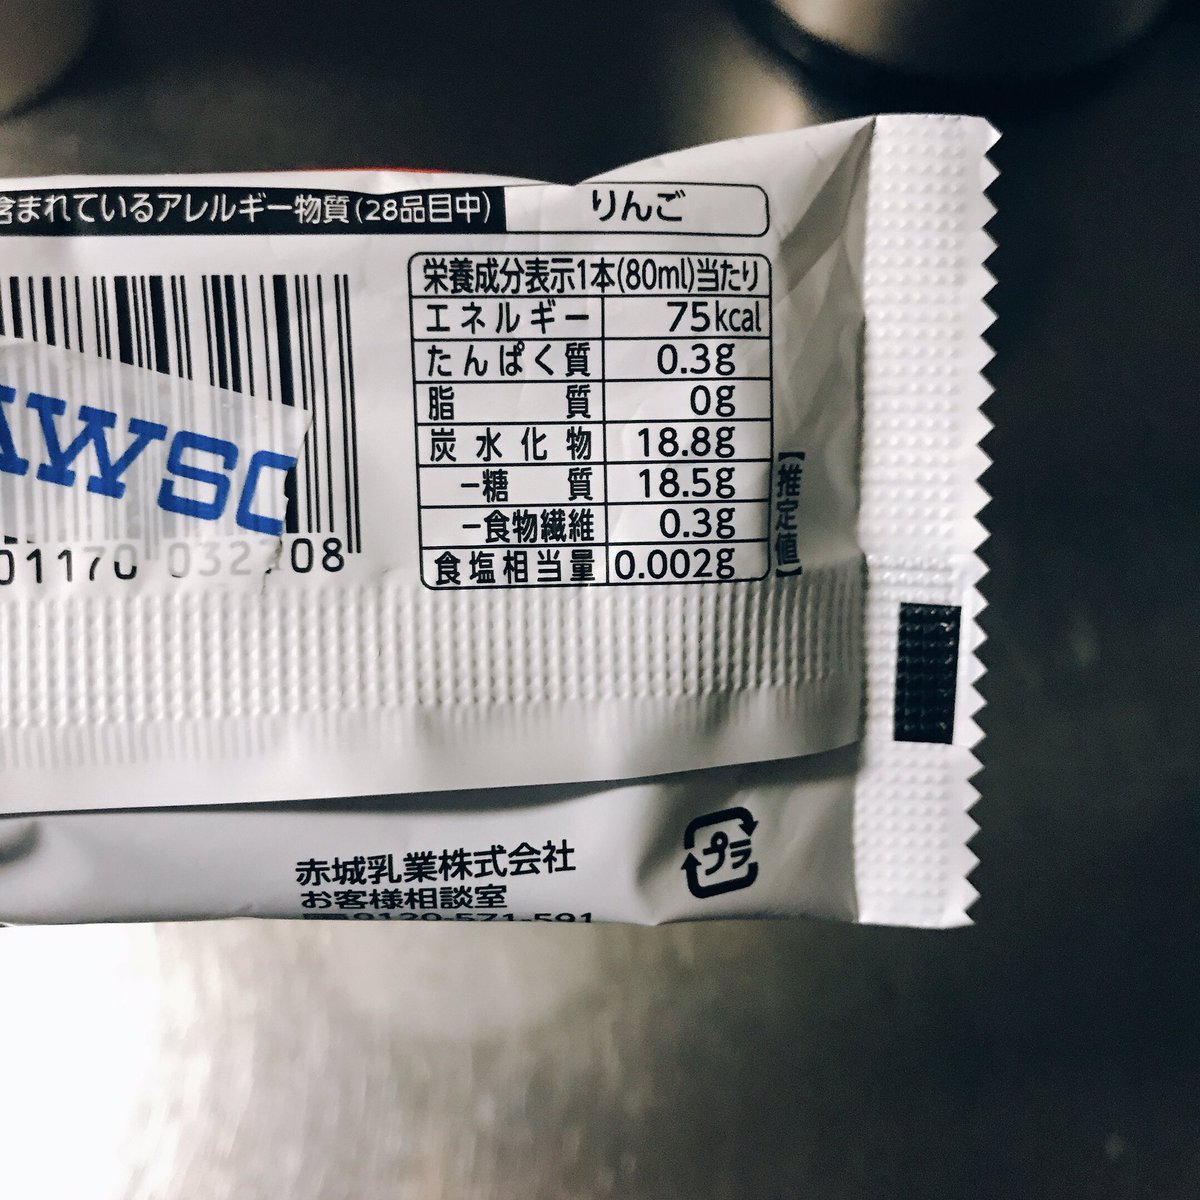 含まれているアレルギー物質(28品目中) りんご
栄養成分表示1本(80ml)当たり
エネルギー 75kcal
たんぱく質 0.3g
脂質 0g
炭水化物 18.8g
-糖質 18.5g
-食物繊維 0.3g
食塩相当量 0.002g
【推定値】
AWSO
01170 032708
赤城乳業株式会社
お客様相談室
0120-571-591
プラ